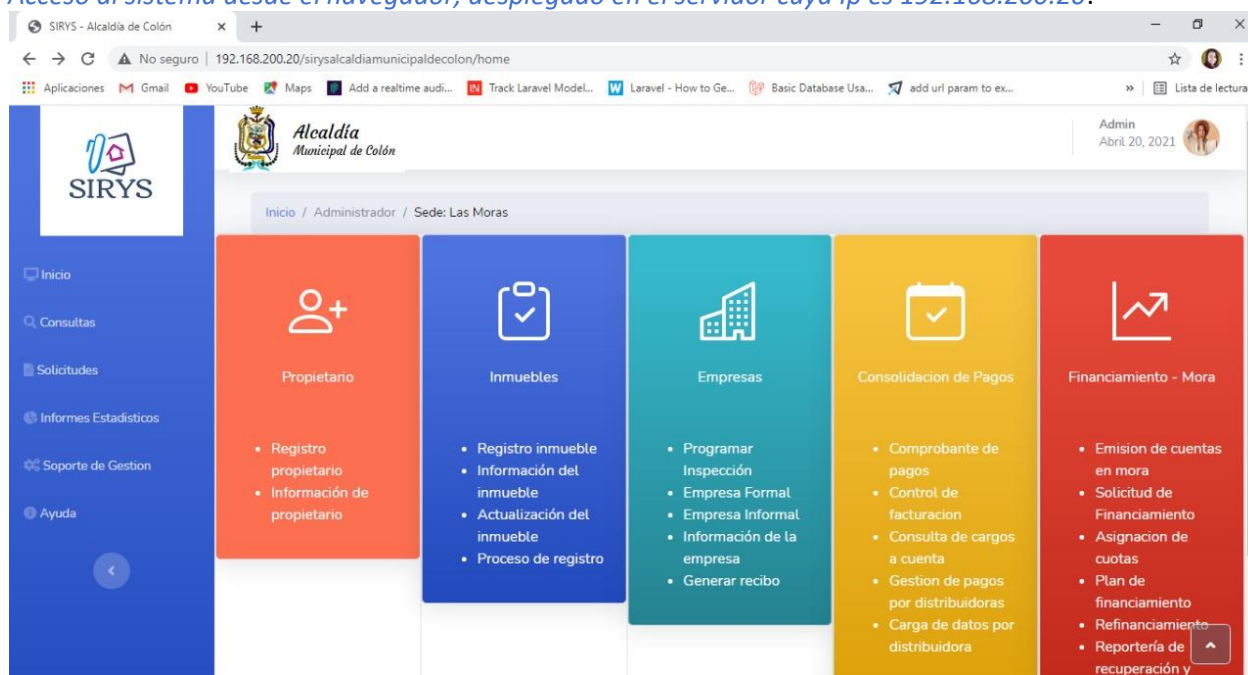 Acceso al sistema desde el navegador, desplegado en el servidor cuya ip es 192.168.200.20.
SIRYS - Alcaldía de Colón
No seguro
192.168.200.20/sirysalcaldiamunicipaldecolon/home
Aplicaciones
Gmail
YouTube
Maps
Add a realtime audi...
Track Laravel Model...
Laravel - How to Ge...
Basic Database Usa...
add url param to ex...
»
Lista de lectura
SIRYS
Alcaldía
Municipal de Colón
Admin
Abril 20, 2021
Inicio / Administrador / Sede: Las Moras
Inicio
Consultas
Solicitudes
Informes Estadisticos
Soporte de Gestion
Ayuda
Propietario
• Registro
propietario
• Información de
propietario
Inmuebles
• Registro inmueble
• Información del
inmueble
• Actualización del
inmueble
• Proceso de registro
Empresas
• Programar
Inspección
• Empresa Formal
• Empresa Informal
• Información de la
empresa
• Generar recibo
Consolidacion de Pagos
• Comprobante de
pagos
• Control de
facturacion
• Consulta de cargos
a cuenta
• Gestion de pagos
por distribuidoras
• Carga de datos por
distribuidora
Financiamiento - Mora
• Emision de cuentas
en mora
• Solicitud de
Financiamiento
• Asignacion de
cuotas
• Plan de
financiamiento
• Refinanciamiento
• Reportería de
recuperación y